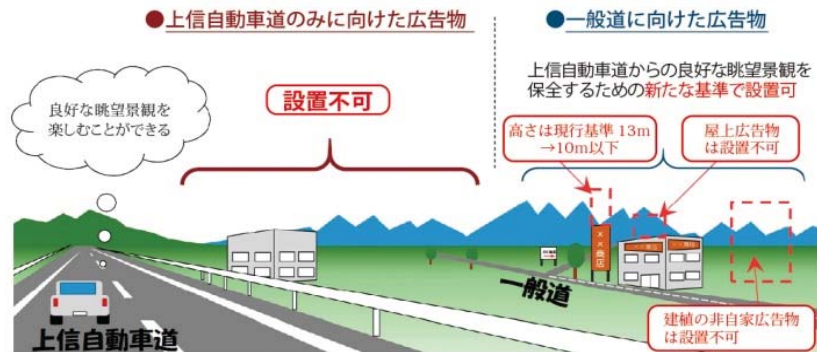 ●上信自動車道のみに向けた広告物
●一般道に向けた広告物
上信自動車道からの良好な眺望景観を
保全するための新たな基準で設置可
良好な眺望景観を
楽しむことができる
設置不可
高さは現行基準 13m
→10m以下
屋上広告物
は設置不可
××商店
一般道
上信自動車道
建植の非自家広告物
は設置不可